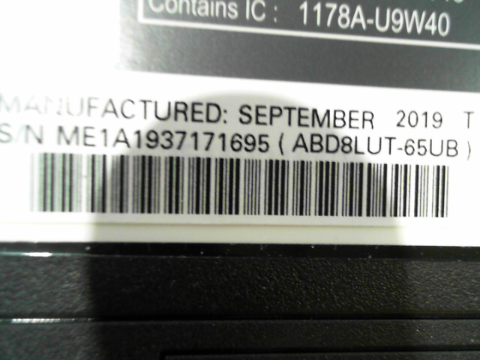 Contains IC : 1178A-U9W40
MANUFACTURED: SEPTEMBER 2019 T
S/N ME1A1937171695 ( ABD8LUT-65UB )